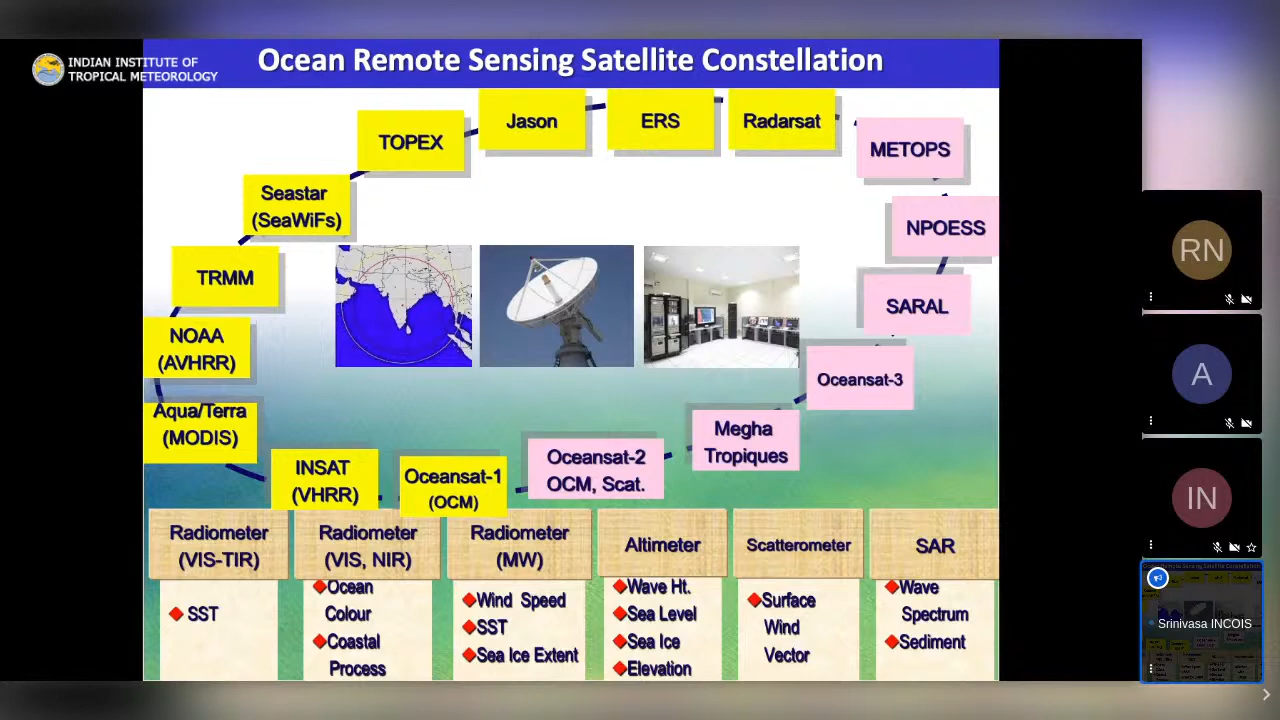 INDIAN INSTITUTE OF
TROPICAL METEOROLOGY
Ocean Remote Sensing Satellite Constellation
Jason
ERS
Radarsat
TOPEX
METOPS
Seastar
(SeaWiFs)
NPOESS
TRMM
SARAL
NOAA
(AVHRR)
Oceansat-3
Aqua/Terra
(MODIS)
Megha
Tropiques
INSAT
(VHRR)
Oceansat-1
(OCM)
Oceansat-2
OCM, Scat.
Radiometer
(VIS-TIR)
Radiometer
(VIS, NIR)
Radiometer
(MW)
Altimeter
Scatterometer
SAR
SST
Ocean
Colour
Coastal
Process
Wind Speed
SST
Sea Ice Extent
Wave Ht.
Sea Level
Sea Ice
Elevation
Surface
Wind
Vector
Wave
Spectrum
Sediment
RN
A
IN
Srinivasa INCOIS